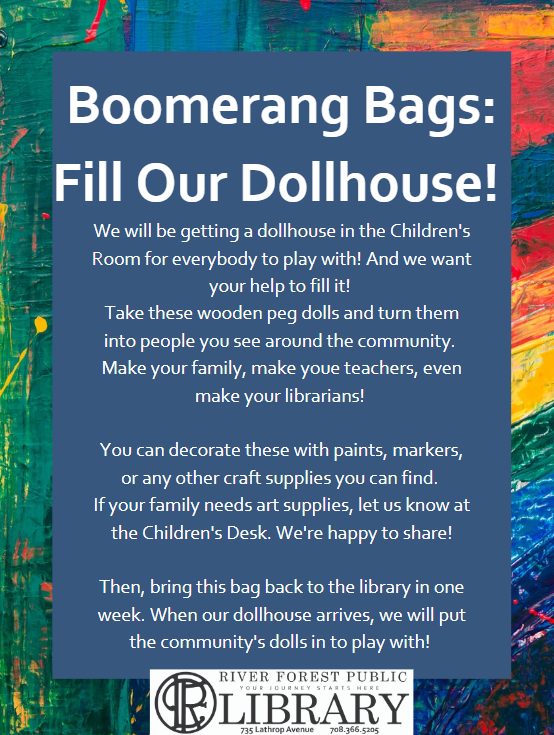 Boomerang Bags:
Fill Our Dollhouse!
We will be getting a dollhouse in the Children's
Room for everybody to play with! And we want
your help to fill it!
Take these wooden peg dolls and turn them
into people you see around the community.
Make your family, make youe teachers, even
make your librarians!
You can decorate these with paints, markers,
or any other craft supplies you can find.
If your family needs art supplies, let us know at
the Children's Desk. We're happy to share!
Then, bring this bag back to the library in one
week. When our dollhouse arrives, we will put
the community's dolls in to play with!
RIVER FOREST PUBLIC
YOUR JOURNEY STARTS HERE
LIBRARY
735 Lathrop Avenue 708.366.5205